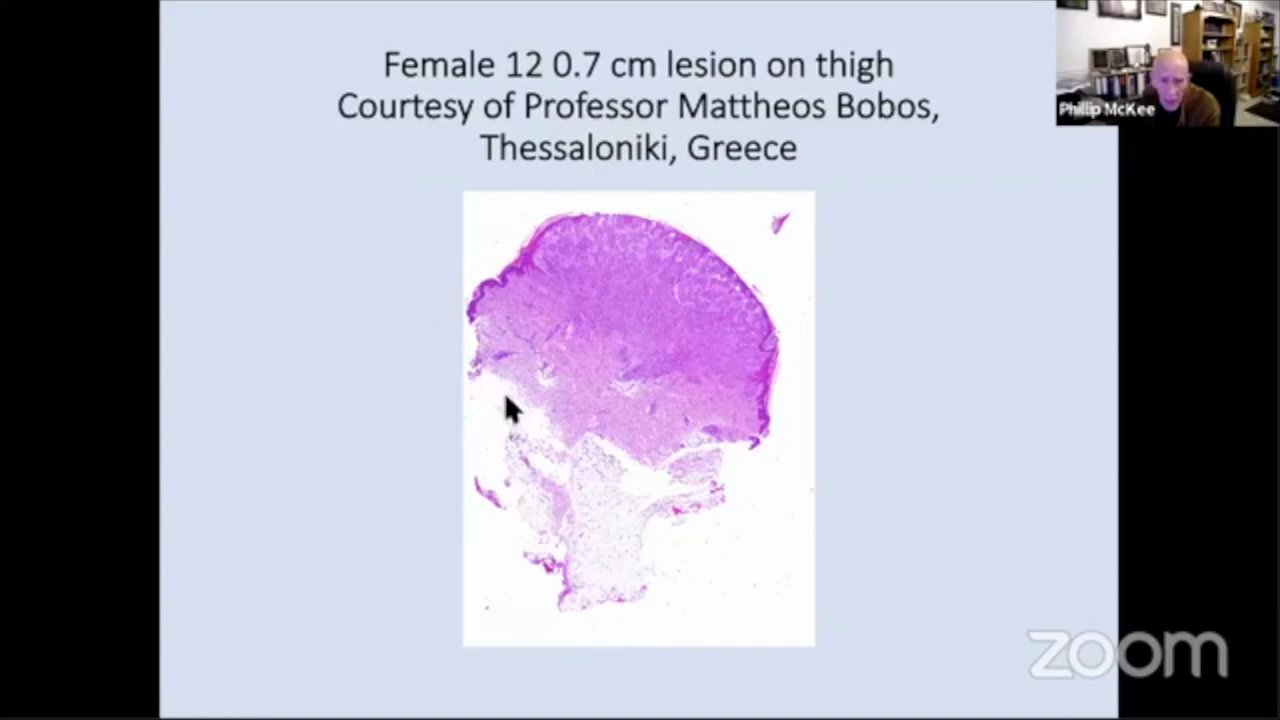 Female 12 0.7 cm lesion on thigh
Courtesy of Professor Mattheos Bobos,
Thessaloniki, Greece
Phillip McKee
zoom